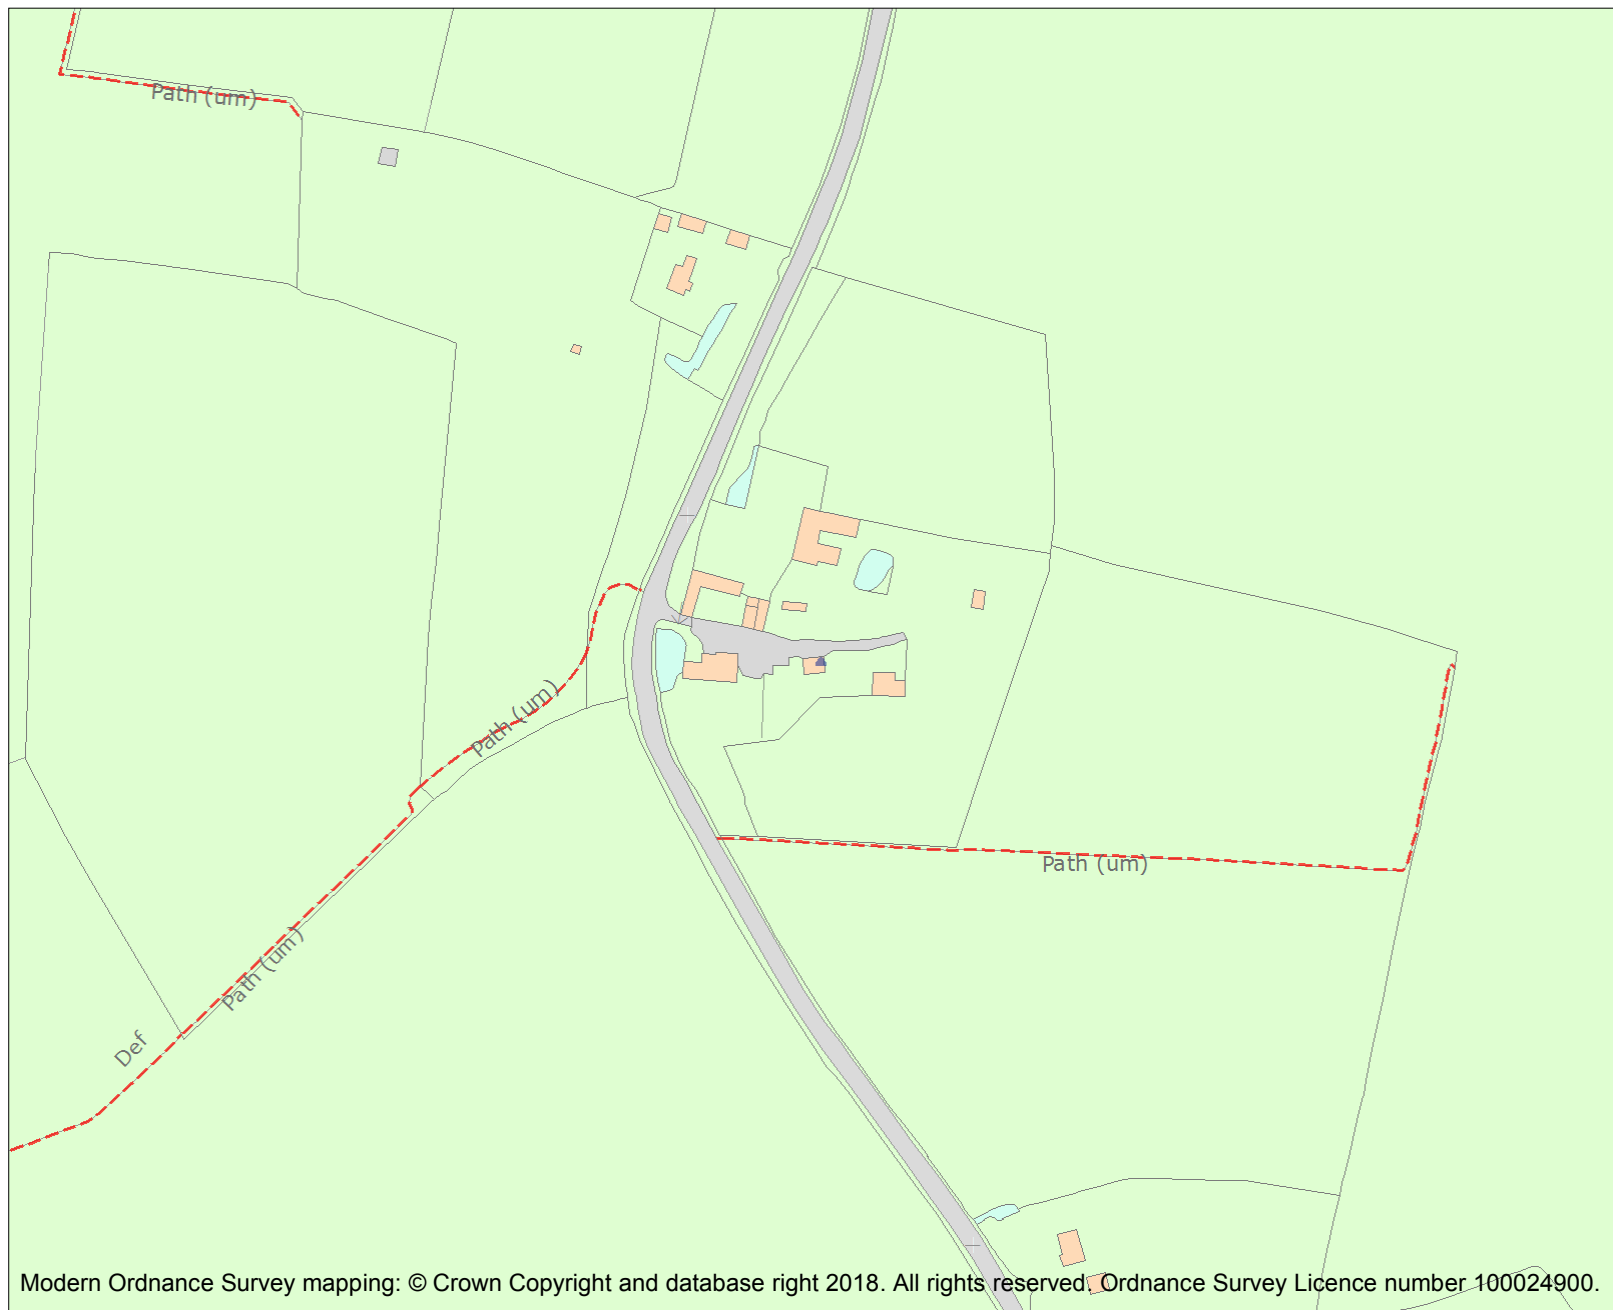 Path (um)
Path (um)
Path (um)
Path (um)
Def
Modern Ordnance Survey mapping: © Crown Copyright and database right 2018. All rights reserved. Ordnance Survey Licence number 100024900.